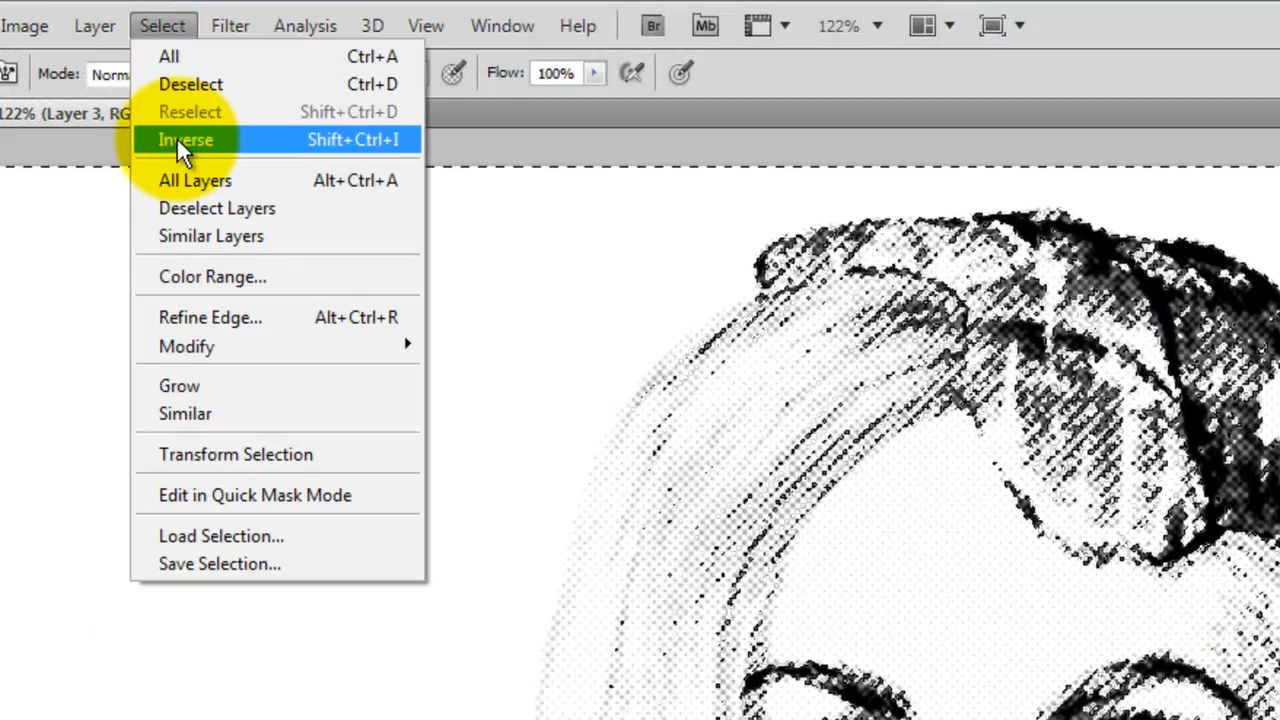 Image Layer Select Filter Analysis 3D View Window Help Br Mb 122%
Mode: Flow: 100%
122% (Layer 3,
All Ctrl+A
Deselect Ctrl+D
Reselect Shift+Ctrl+D
Inverse Shift+Ctrl+I
All Layers Alt+Ctrl+A
Deselect Layers
Similar Layers
Color Range...
Refine Edge... Alt+Ctrl+R
Modify
Grow
Similar
Transform Selection
Edit in Quick Mask Mode
Load Selection...
Save Selection...